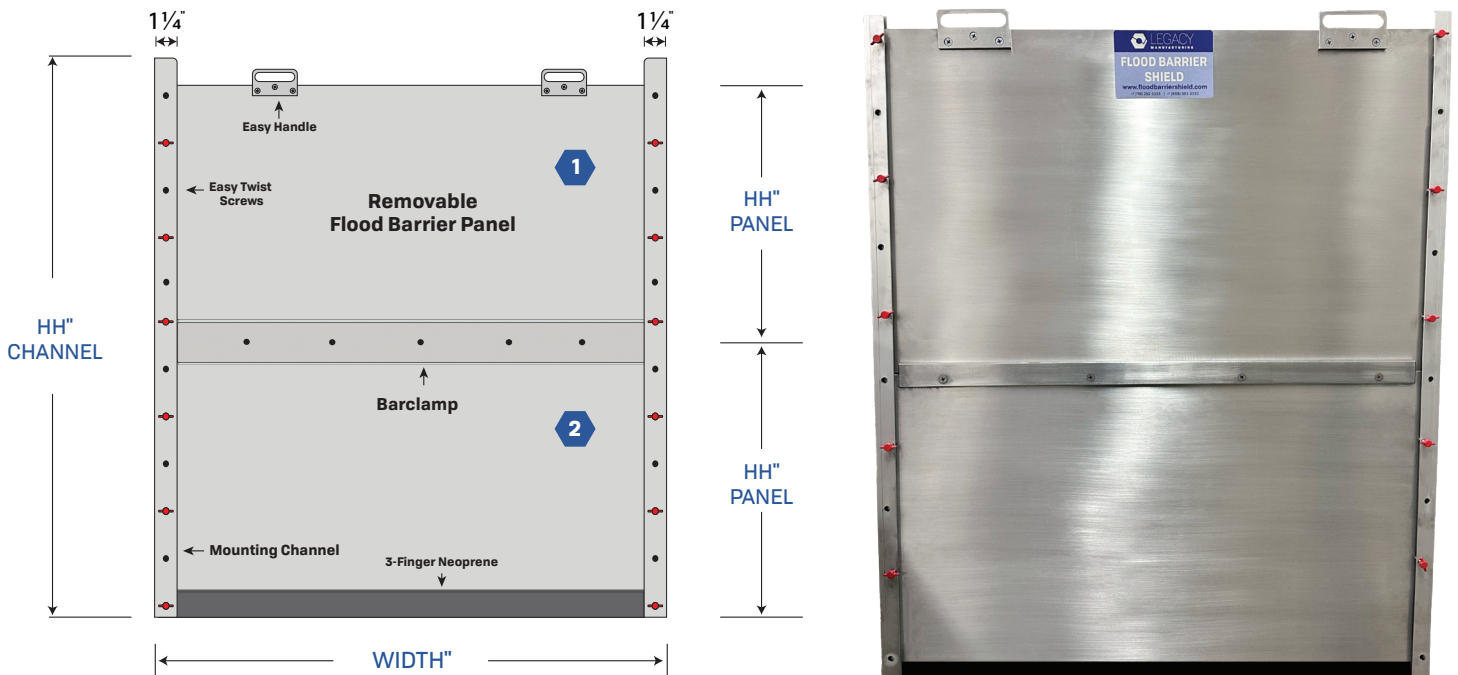 1¼"
1¼"
Easy Handle
1
Easy Twist
Screws
Removable
Flood Barrier Panel
HH"
CHANNEL
Barclamp
2
Mounting Channel
3-Finger Neoprene
WIDTH"
HH"
PANEL
HH"
PANEL
LEGACY
MANUFACTURING
FLOOD BARRIER
SHIELD
www.floodbarriershield.com